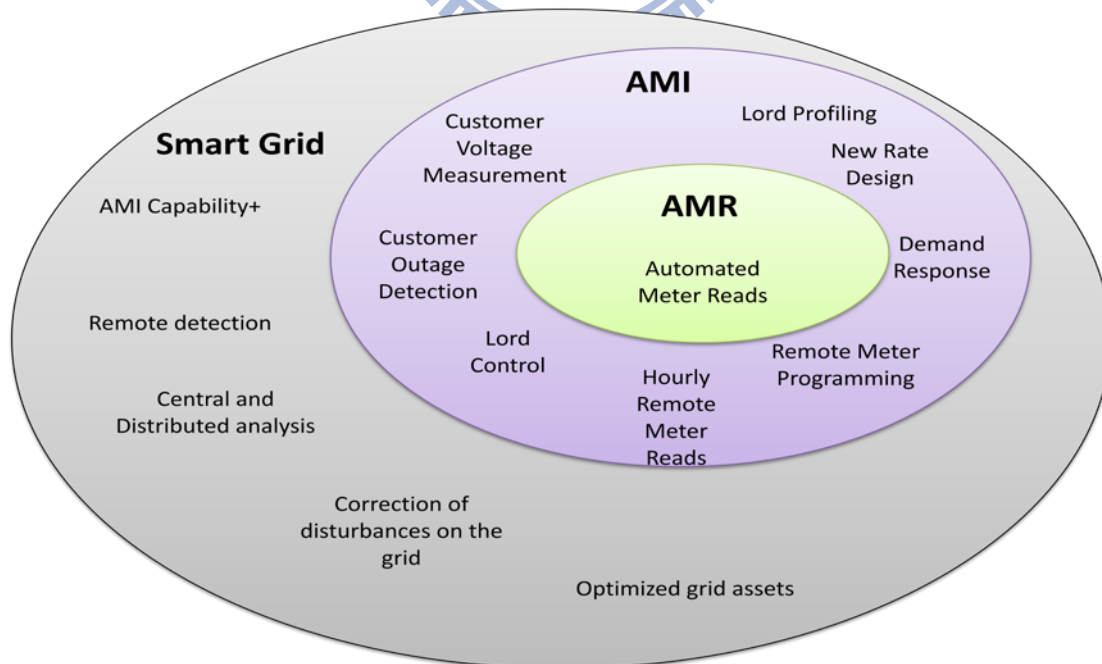 AMI
Lord Profiling
Customer
Voltage
Measurement
Smart Grid
New Rate
Design
AMR
AMI Capability+
Customer
Outage
Detection
Demand
Response
Automated
Meter Reads
Remote detection
Lord
Control
Remote Meter
Programming
Hourly
Remote
Meter
Reads
Central and
Distributed analysis
Correction of
disturbances on the
grid
Optimized grid assets